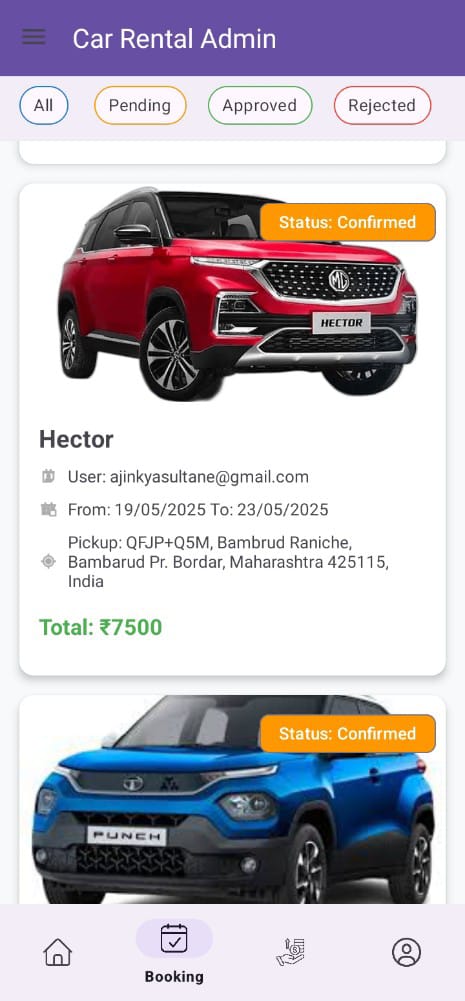 Car Rental Admin
All
Pending
Approved
Rejected
Status: Confirmed
MG
HECTOR
Hector
User: ajinkyasultane@gmail.com
From: 19/05/2025 To: 23/05/2025
Pickup: QFJP+Q5M, Bambrud Raniche,
Bambarud Pr. Bordar, Maharashtra 425115,
India
Total: ₹7500
Status: Confirmed
PUNCH
Booking